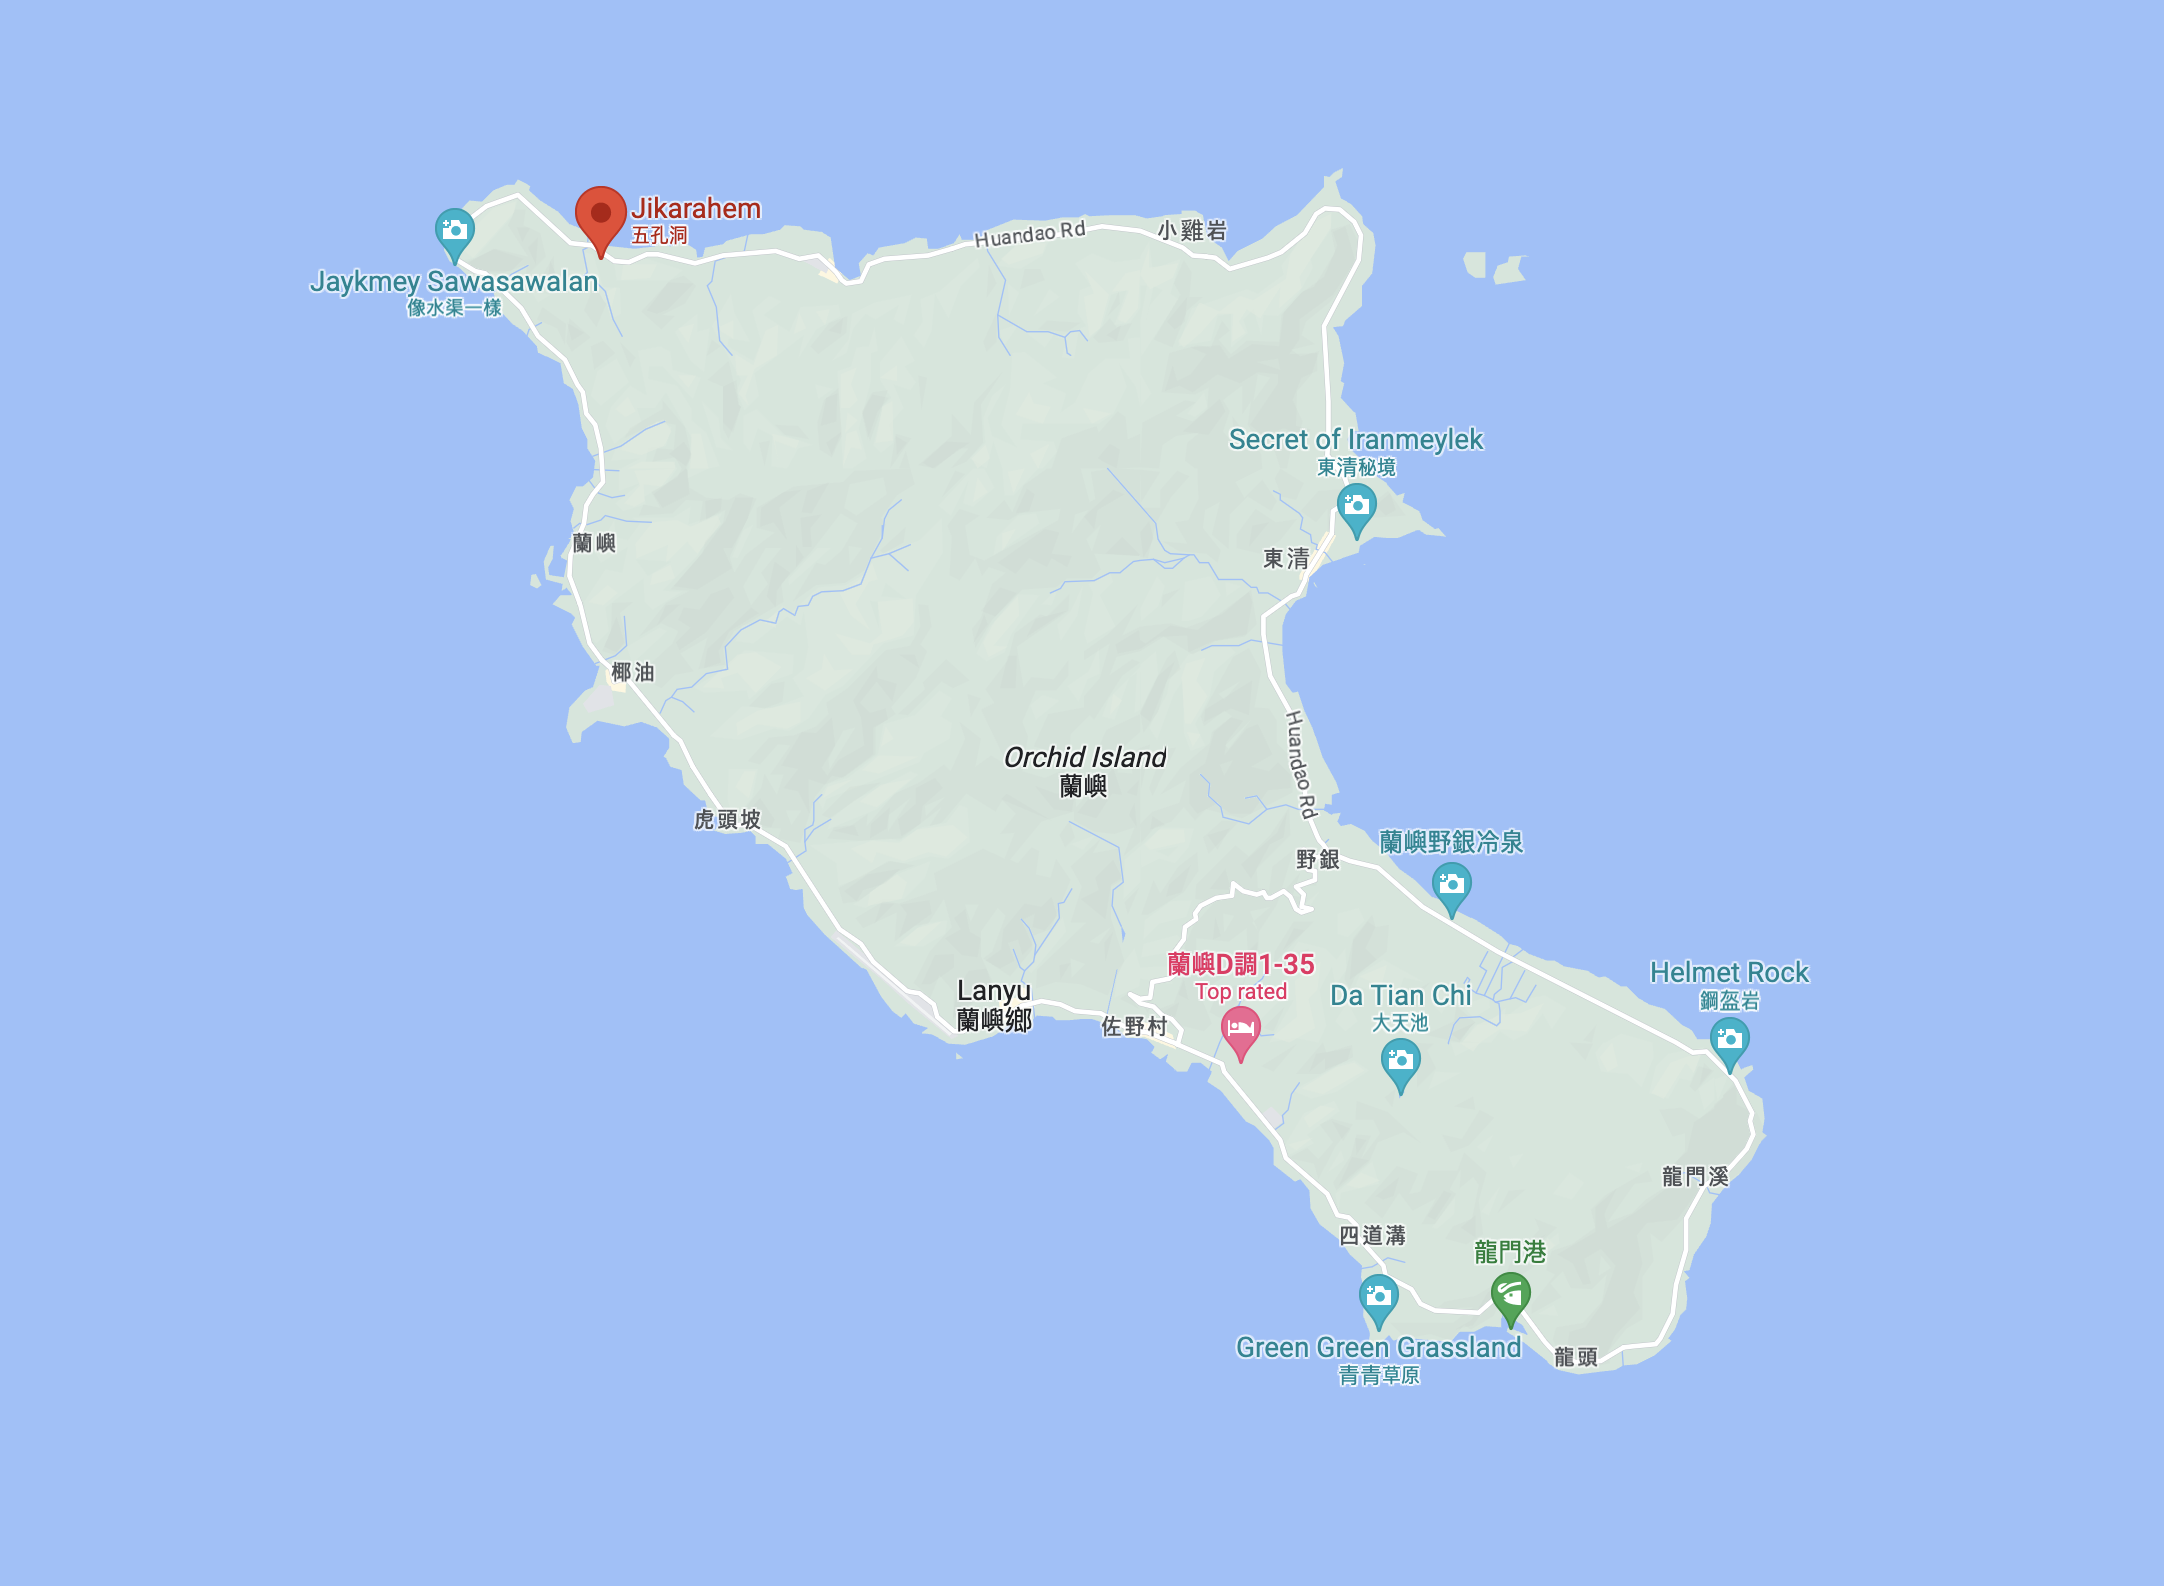 Jikarahem
五孔洞
Huandao Rd
小雞岩
Jaykmey Sawasawalan
像水渠一樣
Secret of Iranmeylek
東清秘境
蘭嶼
東清
椰油
Orchid Island
蘭嶼
Huandao Rd
虎頭坡
野銀
蘭嶼野銀冷泉
蘭嶼D調1-35
Top rated
Lanyu
蘭嶼鄉
Da Tian Chi
大天池
Helmet Rock
鋼盔岩
佐野村
龍門溪
四道溝
龍門港
Green Green Grassland
青青草原
龍頭